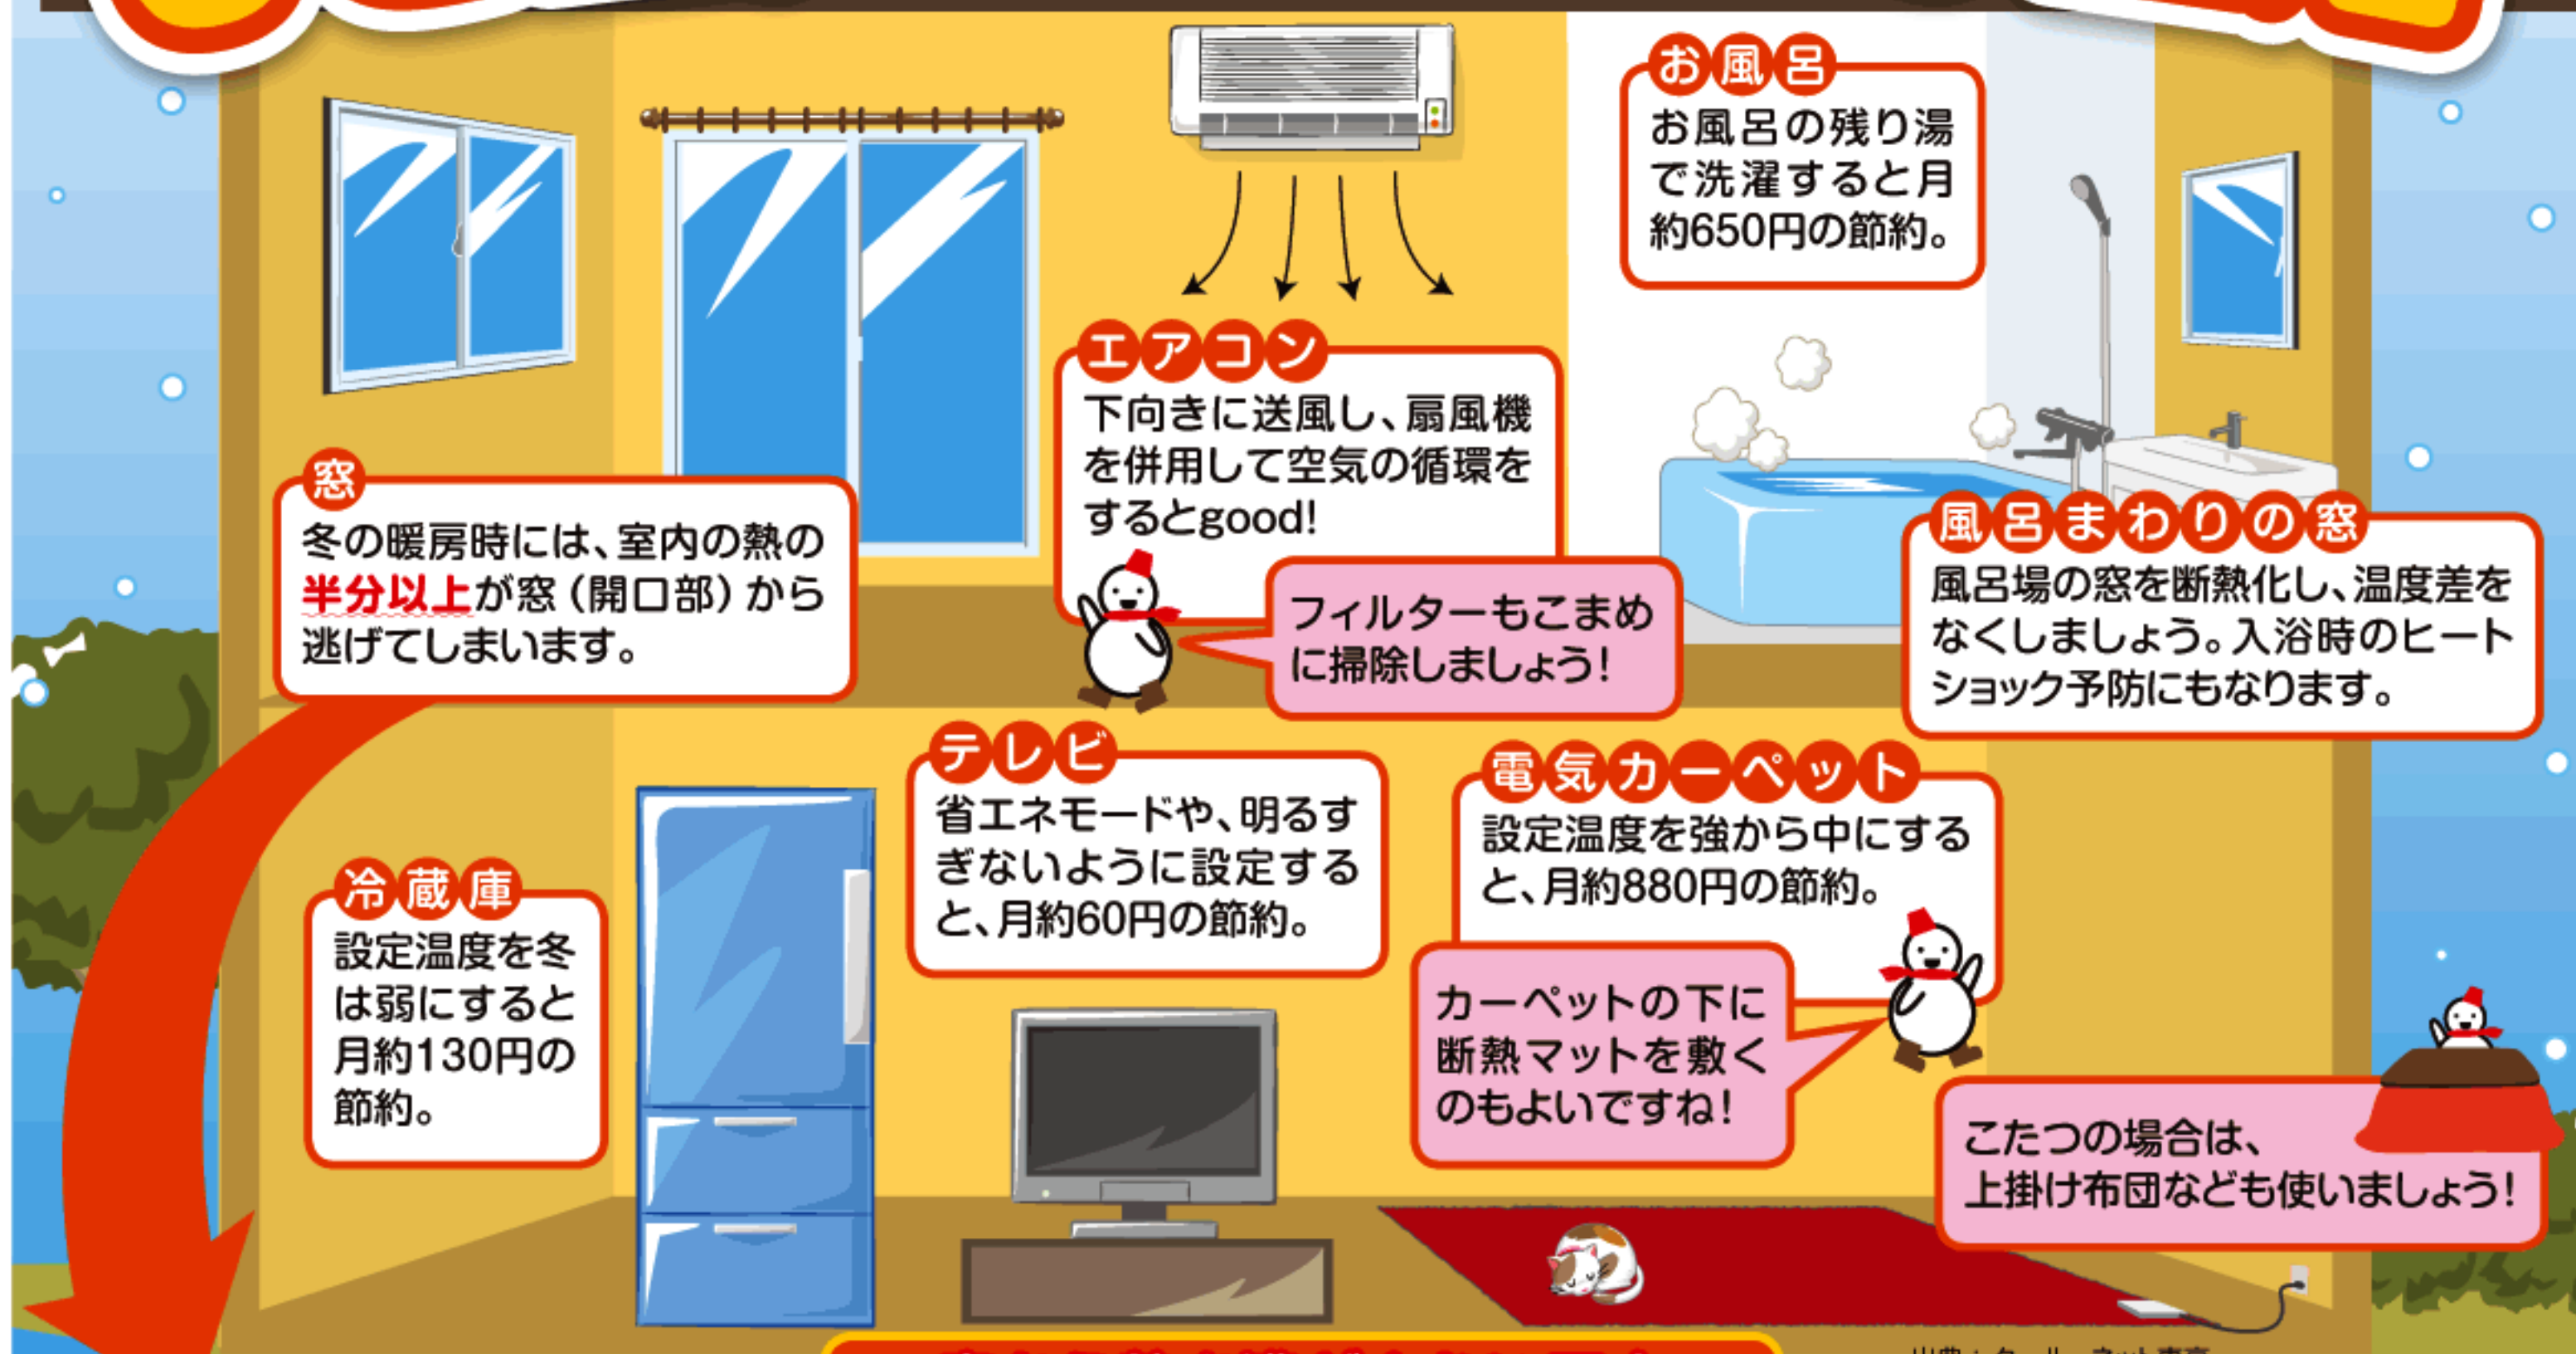 お風呂
お風呂の残り湯
で洗濯すると月
約650円の節約。
エアコン
下向きに送風し、扇風機
を併用して空気の循環を
するとgood!
フィルターもこまめ
に掃除しましょう!
窓
冬の暖房時には、室内の熱の
半分以上が窓（開口部）から
逃げてしまいます。
風呂まわりの窓
風呂場の窓を断熱化し、温度差を
なくしましょう。入浴時のヒート
ショック予防にもなります。
テレビ
省エネモードや、明るす
ぎないように設定する
と、月約60円の節約。
電気カーペット
設定温度を強から中にする
と、月約880円の節約。
カーペットの下に
断熱マットを敷く
のもよいですね!
冷蔵庫
設定温度を冬
は弱にすると
月約130円の
節約。
こたつの場合は、
上掛け布団なども使いましょう!